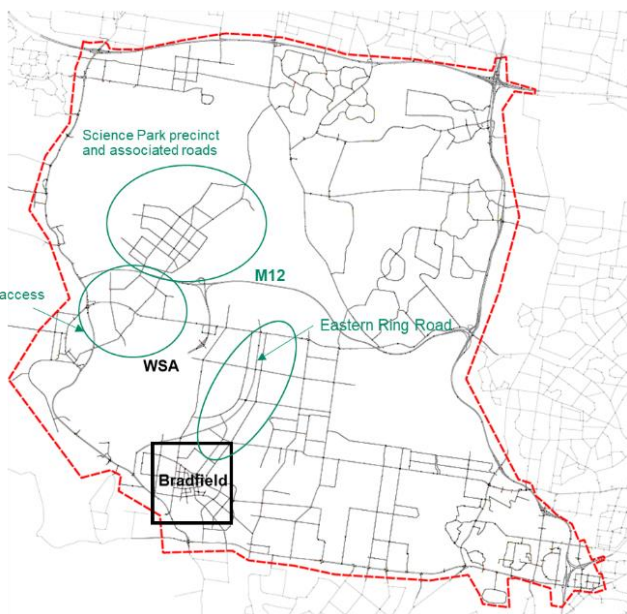 Science Park precinct
and associated roads
M12
access
Eastern Ring Road
WSA
Bradfield